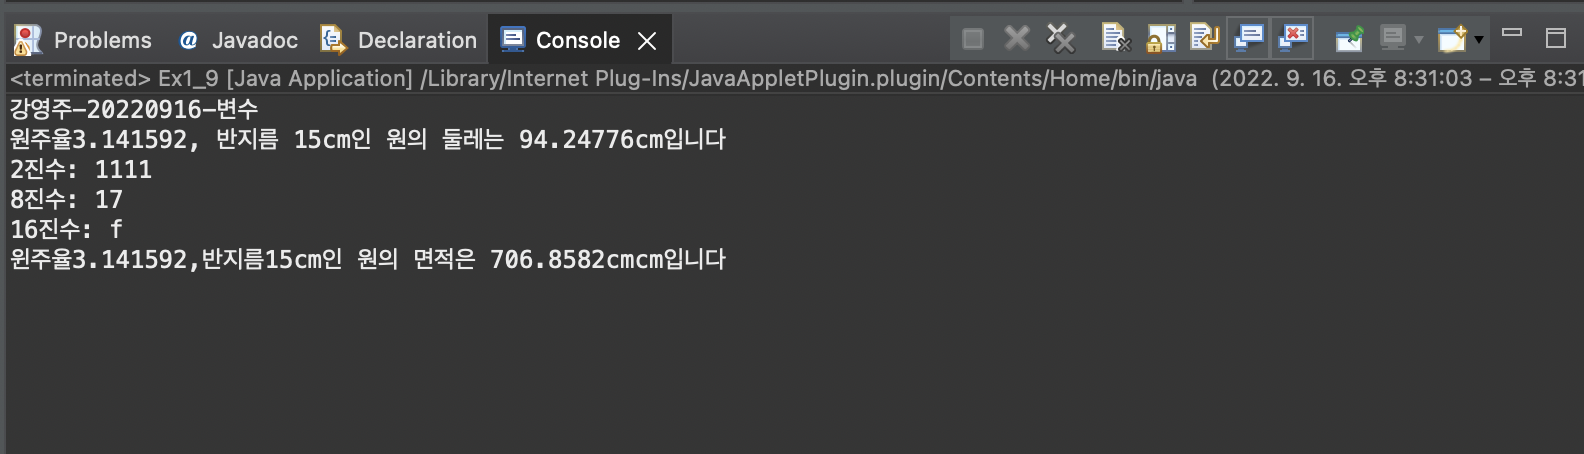 Problems Javadoc Declaration Console
<terminated> Ex1_9 [Java Application] /Library/Internet Plug-Ins/JavaAppletPlugin.plugin/Contents/Home/bin/java (2022. 9. 16. 오후 8:31:03 – 오후 8:31
강영주-20220916-변수
원주율3.141592, 반지름 15cm인 원의 둘레는 94.24776cm입니다
2진수: 1111
8진수: 17
16진수: f
윈주율3.141592,반지름15cm인 원의 면적은 706.8582cmcm입니다